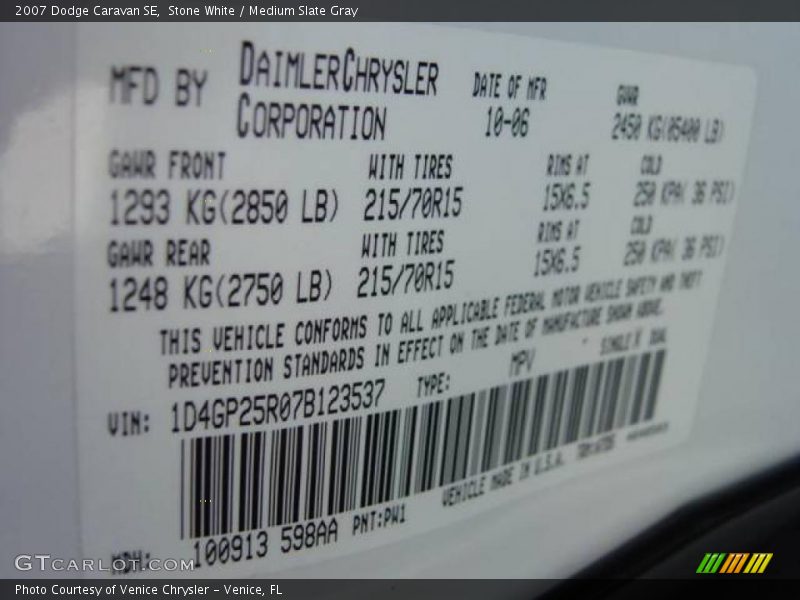 2007 Dodge Caravan SE,  Stone White / Medium Slate Gray
MFD BY DAIMLERCHRYSLER CORPORATION DATE OF MFR 10-06 GVWR 2450 KG(05400 LB)
GAWR FRONT WITH TIRES RIMS AT COLD
1293 KG(2850 LB) 215/70R15 15X6.5 250 KPA( 36 PSI)
GAWR REAR WITH TIRES RIMS AT COLD
1248 KG(2750 LB) 215/70R15 15X6.5 250 KPA( 36 PSI)
THIS VEHICLE CONFORMS TO ALL APPLICABLE FEDERAL MOTOR VEHICLE SAFETY AND THEFT
PREVENTION STANDARDS IN EFFECT ON THE DATE OF MANUFACTURE SHOWN ABOVE.
VIN: 1D4GP25R07B123537 TYPE: MPV SINGLE X DUAL
MDH: 100913 598AA PNT:PW1 VEHICLE MADE IN U.S.A.
GTCARLOT.COM
Photo Courtesy of Venice Chrysler - Venice, FL